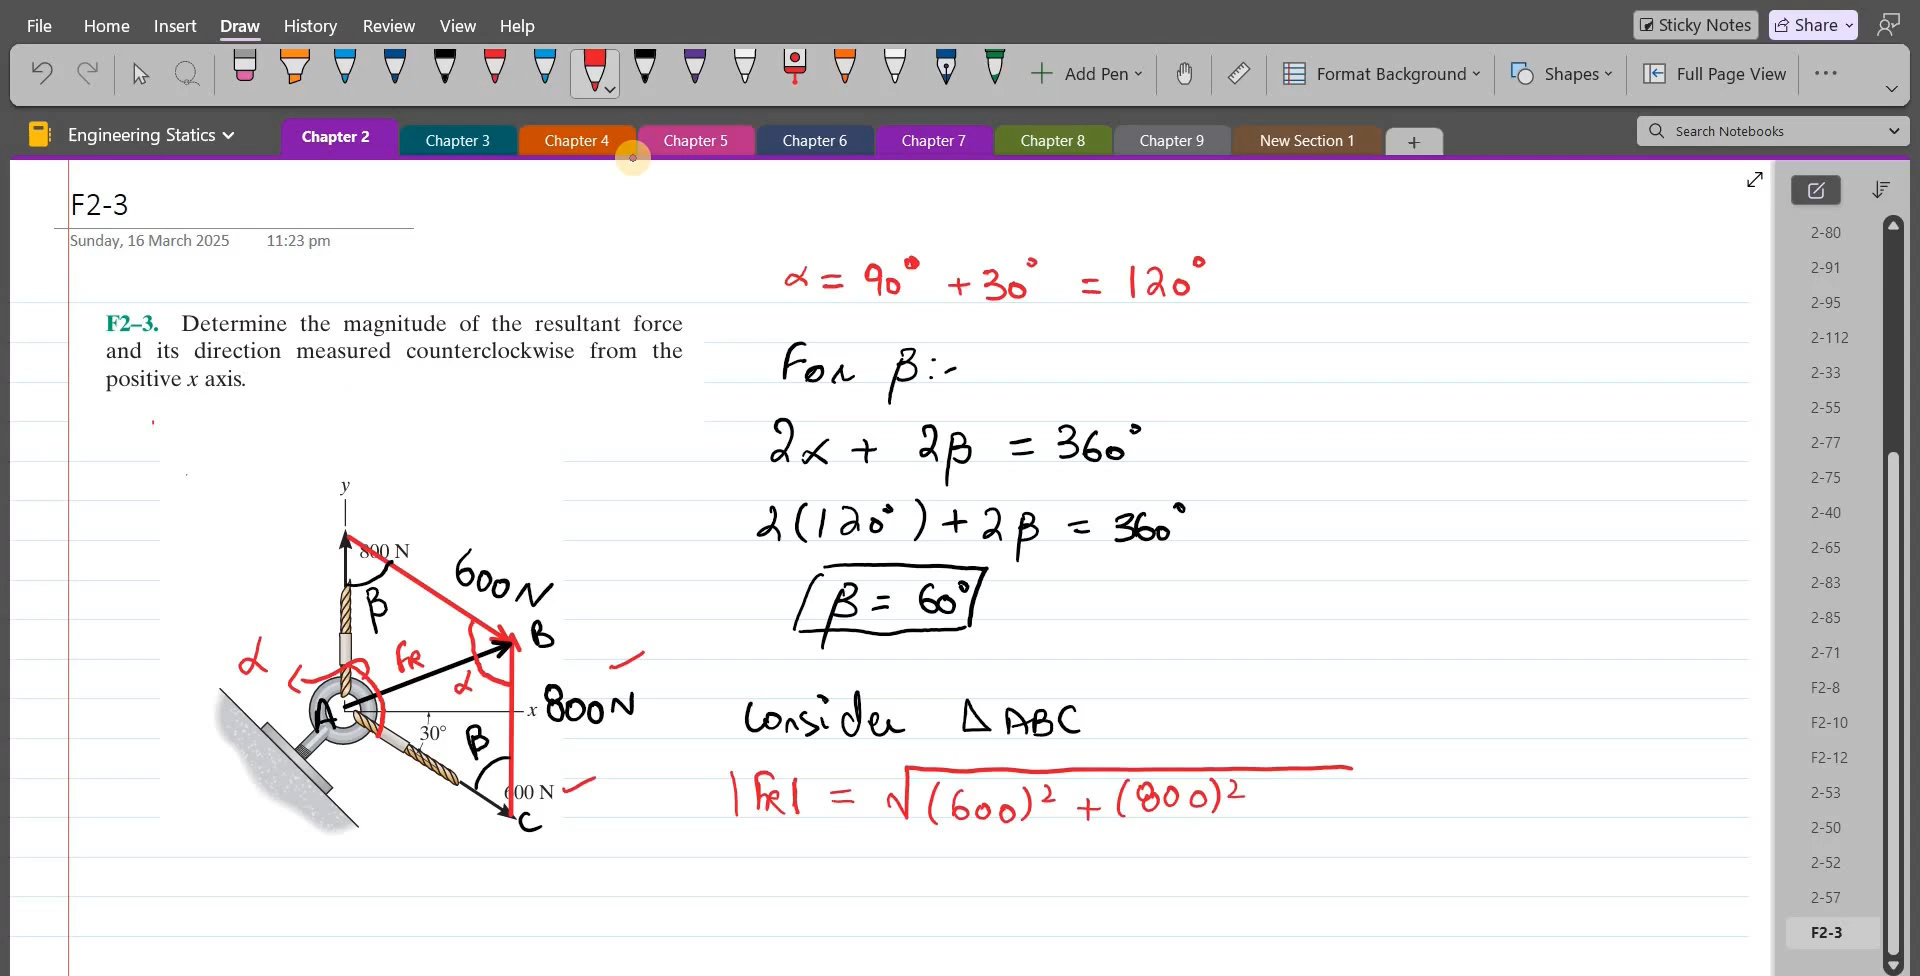 File Home Insert Draw History Review View Help
Sticky Notes Share
Add Pen Format Background Shapes Full Page View
Engineering Statics Chapter 2 Chapter 3 Chapter 4 Chapter 5 Chapter 6 Chapter 7 Chapter 8 Chapter 9 New Section 1 +
Search Notebooks
F2-3
Sunday, 16 March 2025 11:23 pm
F2–3. Determine the magnitude of the resultant force
and its direction measured counterclockwise from the
positive x axis.
y
800 N
600N
β
B
α
FR
α
A
x
800N
30°
β
600 N
C
α = 90° + 30° = 120°
For β:-
2α + 2β = 360°
2(120°) + 2β = 360°
β = 60°
Consider △ ABC
|FR| = √(600)² + (800)²
2-80
2-91
2-95
2-112
2-33
2-55
2-77
2-75
2-40
2-65
2-83
2-85
2-71
F2-8
F2-10
F2-12
2-53
2-50
2-52
2-57
F2-3